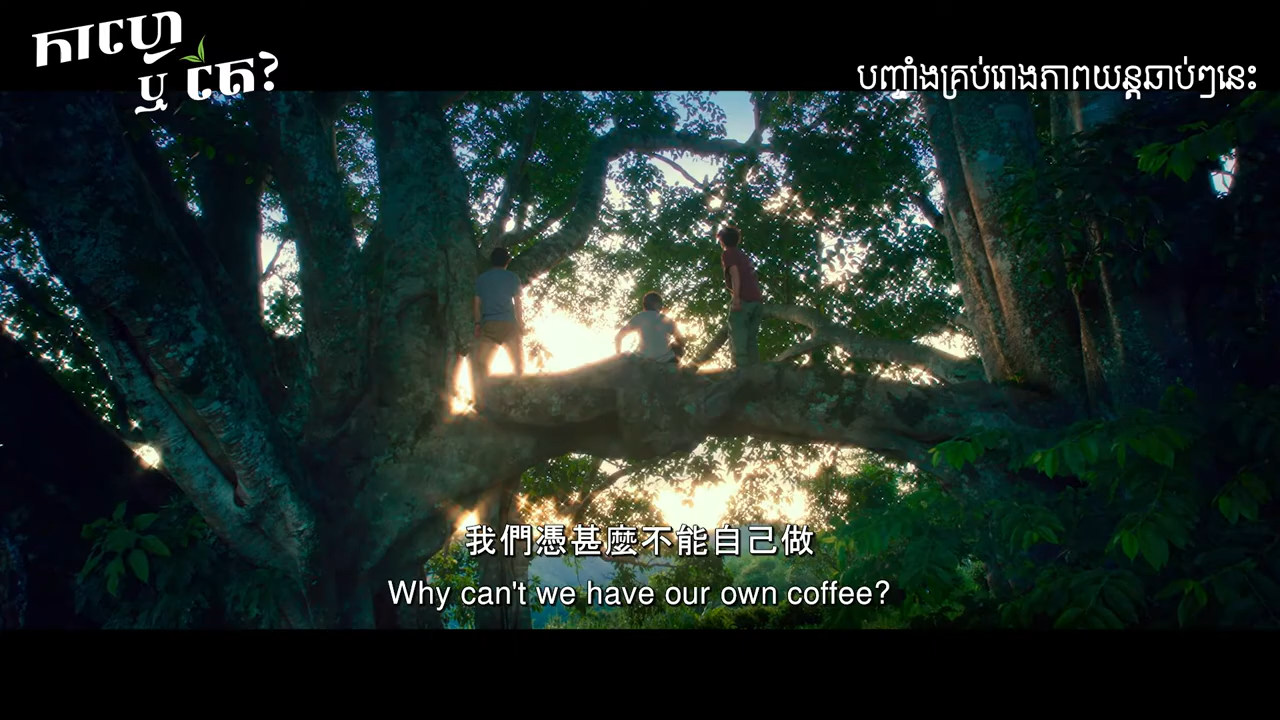 កាហ្វេ
ឬ តែ?
បញ្ចាំងគ្រប់រោងភាពយន្តឆាប់ៗនេះ
我們憑甚麼不能自己做
Why can't we have our own coffee?